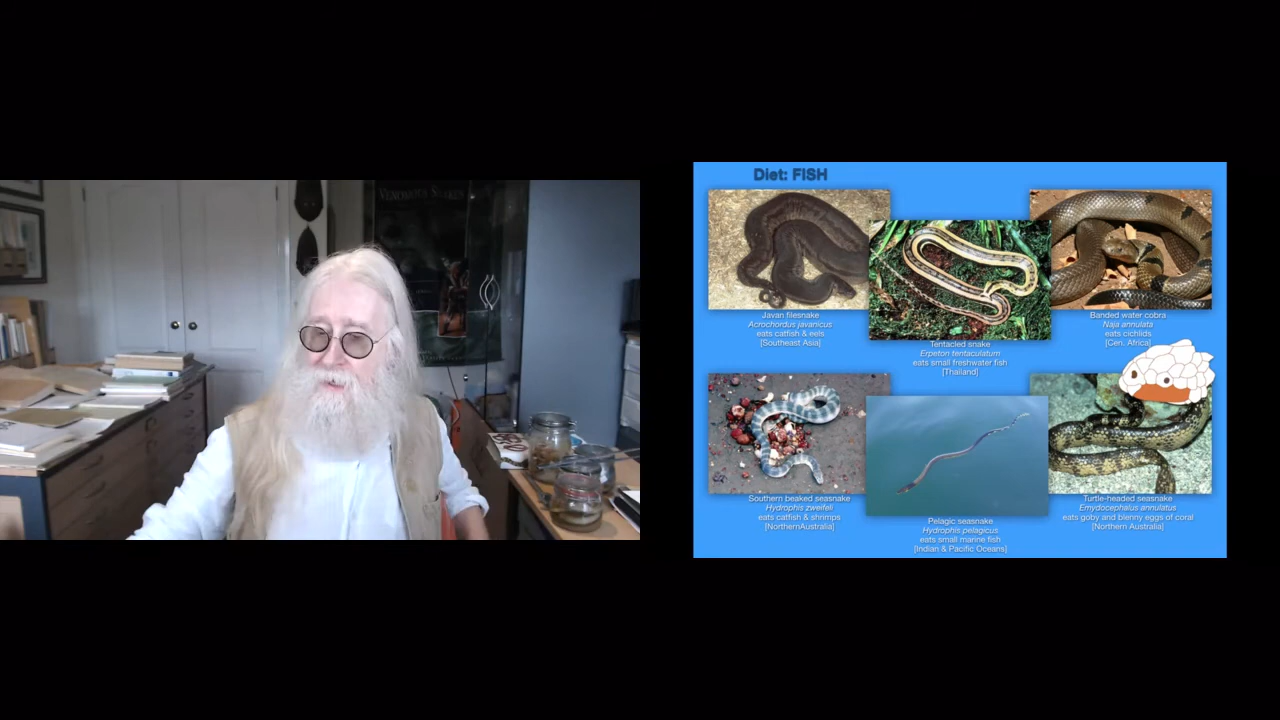 VENOMOUS SNAKES
Diet: FISH
Javan filesnake
Acrochordus javanicus
eats catfish & eels
[Southeast Asia]
Tentacled snake
Erpeton tentaculatum
eats small freshwater fish
[Thailand]
Banded water cobra
Naja annulata
eats cichlids
[Cen. Africa]
Southern beaked seasnake
Hydrophis zweifeli
eats catfish & shrimps
[NorthernAustralia]
Pelagic seasnake
Hydrophis pelagicus
eats small marine fish
[Indian & Pacific Oceans]
Turtle-headed seasnake
Emydocephalus annulatus
eats goby and blenny eggs of coral
[Northern Australia]